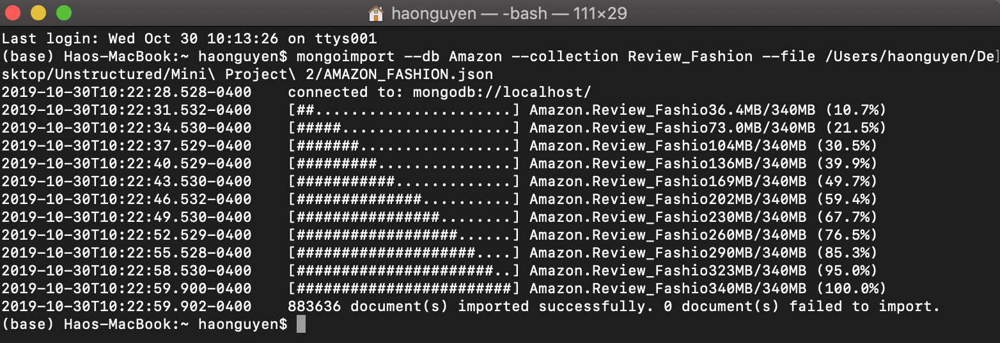 haonguyen — -bash — 111×29
Last login: Wed Oct 30 10:13:26 on ttys001
(base) Haos-MacBook:~ haonguyen$ mongoimport --db Amazon --collection Review_Fashion --file /Users/haonguyen/De]
sktop/Unstructured/Mini\ Project\ 2/AMAZON_FASHION.json
2019-10-30T10:22:28.528-0400    connected to: mongodb://localhost/
2019-10-30T10:22:31.532-0400    [##......................] Amazon.Review_Fashio36.4MB/340MB (10.7%)
2019-10-30T10:22:34.530-0400    [#####...................] Amazon.Review_Fashio73.0MB/340MB (21.5%)
2019-10-30T10:22:37.529-0400    [#######.................] Amazon.Review_Fashio104MB/340MB (30.5%)
2019-10-30T10:22:40.529-0400    [#########...............] Amazon.Review_Fashio136MB/340MB (39.9%)
2019-10-30T10:22:43.530-0400    [###########.............] Amazon.Review_Fashio169MB/340MB (49.7%)
2019-10-30T10:22:46.532-0400    [##############..........] Amazon.Review_Fashio202MB/340MB (59.4%)
2019-10-30T10:22:49.530-0400    [################........] Amazon.Review_Fashio230MB/340MB (67.7%)
2019-10-30T10:22:52.529-0400    [##################......] Amazon.Review_Fashio260MB/340MB (76.5%)
2019-10-30T10:22:55.528-0400    [####################....] Amazon.Review_Fashio290MB/340MB (85.3%)
2019-10-30T10:22:58.530-0400    [######################..] Amazon.Review_Fashio323MB/340MB (95.0%)
2019-10-30T10:22:59.900-0400    [########################] Amazon.Review_Fashio340MB/340MB (100.0%)
2019-10-30T10:22:59.902-0400    883636 document(s) imported successfully. 0 document(s) failed to import.
(base) Haos-MacBook:~ haonguyen$